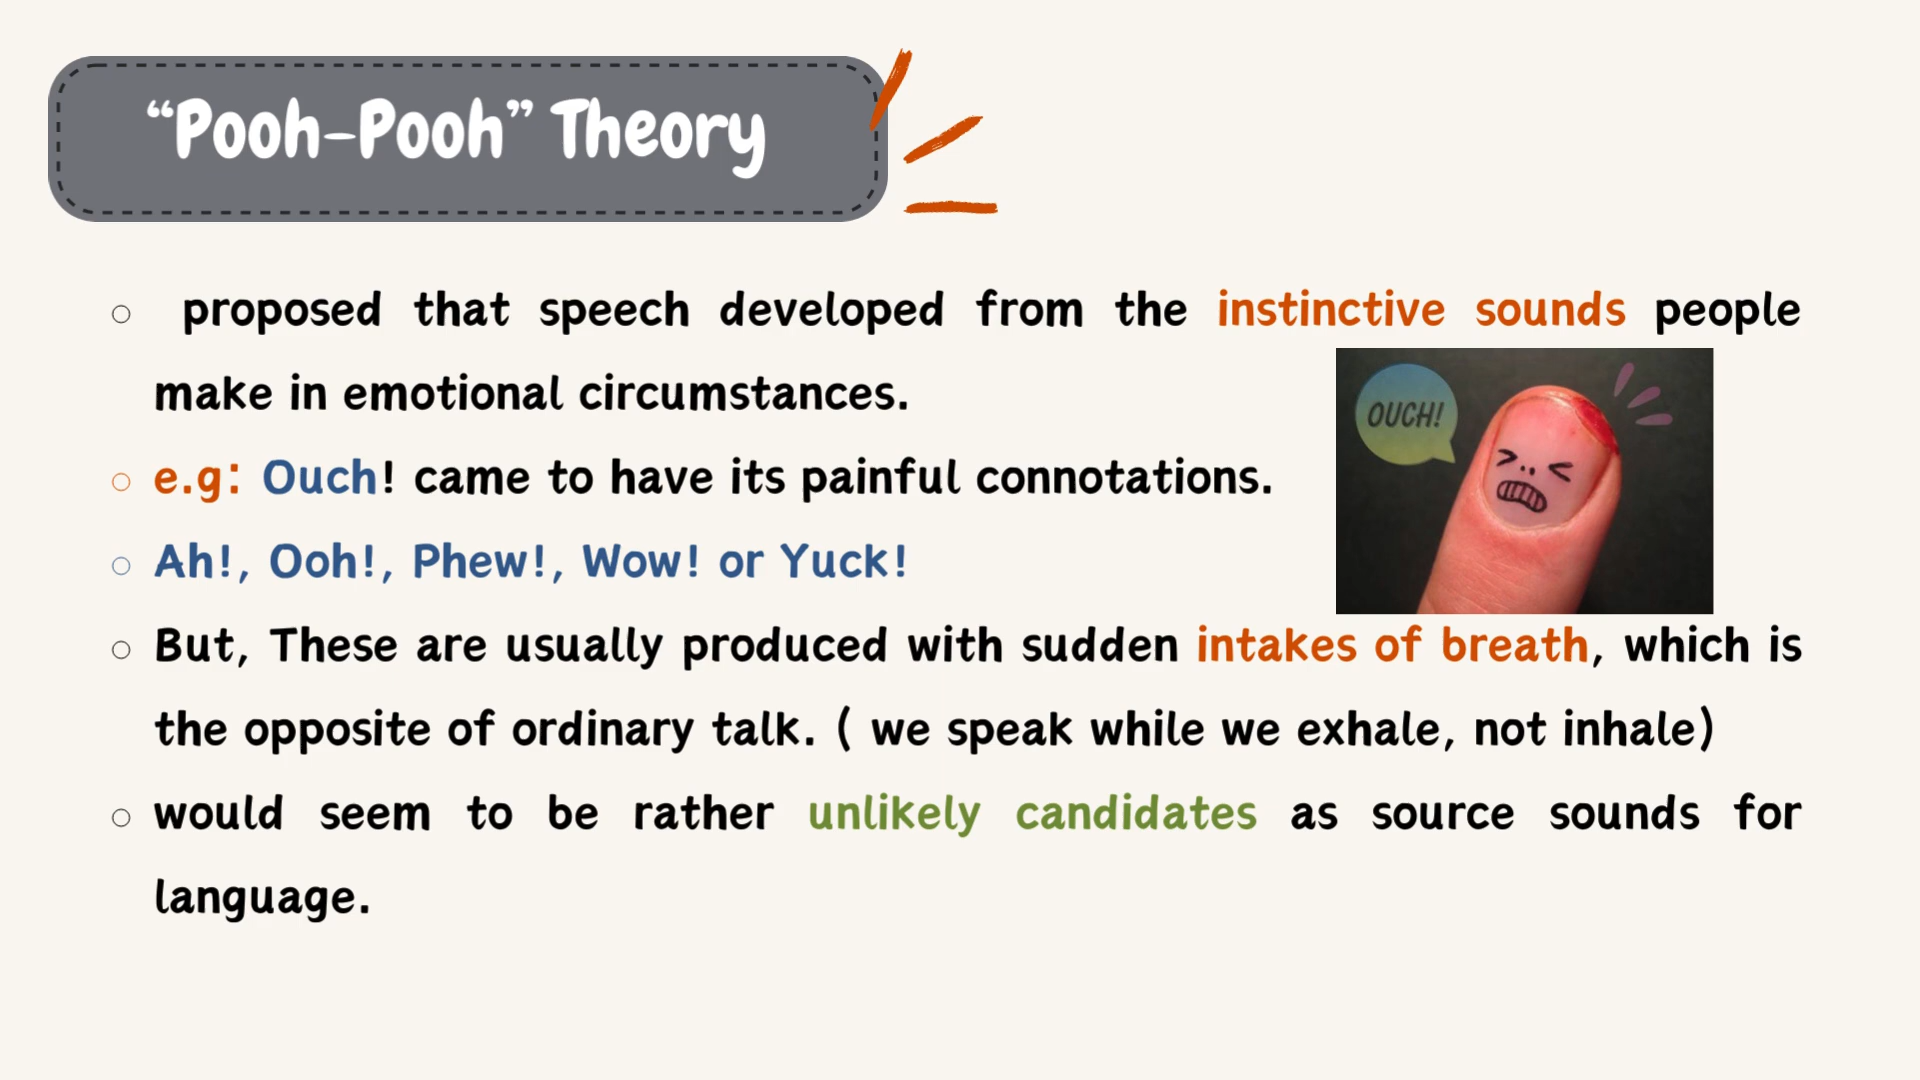 “Pooh-Pooh” Theory
proposed that speech developed from the instinctive sounds people
make in emotional circumstances.
OUCH!
e.g: Ouch! came to have its painful connotations.
Ah!, Ooh!, Phew!, Wow! or Yuck!
But, These are usually produced with sudden intakes of breath, which is
the opposite of ordinary talk. ( we speak while we exhale, not inhale)
would seem to be rather unlikely candidates as source sounds for
language.